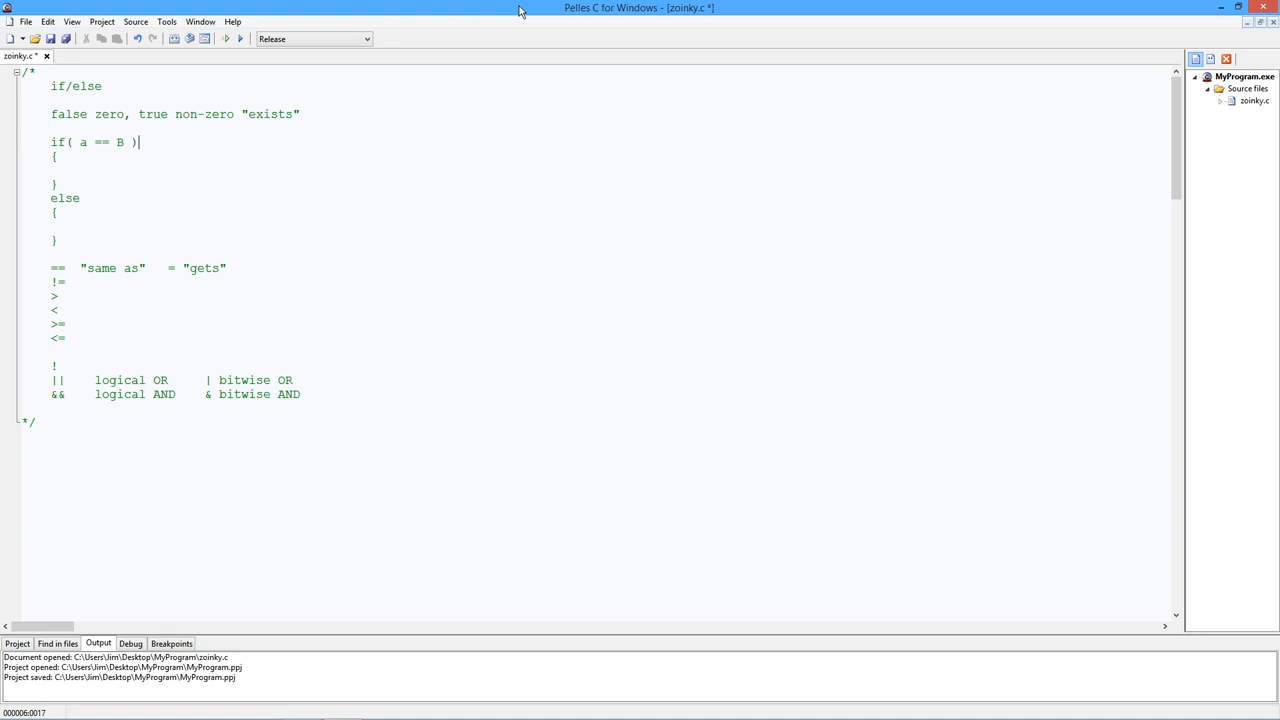 Pelles C for Windows - [zoinky.c *]
File Edit View Project Source Tools Window Help
Release
zoinky.c *
/*
if/else
false zero, true non-zero "exists"
if( a == B )
{
}
else
{
}
== "same as" = "gets"
!=
>
<
>=
<=
!
|| logical OR | bitwise OR
&& logical AND & bitwise AND
*/
MyProgram.exe
Source files
zoinky.c
Project Find in files Output Debug Breakpoints
Document opened: C:\Users\Jim\Desktop\MyProgram\zoinky.c
Project opened: C:\Users\Jim\Desktop\MyProgram\MyProgram.ppj
Project saved: C:\Users\Jim\Desktop\MyProgram\MyProgram.ppj
000006:0017